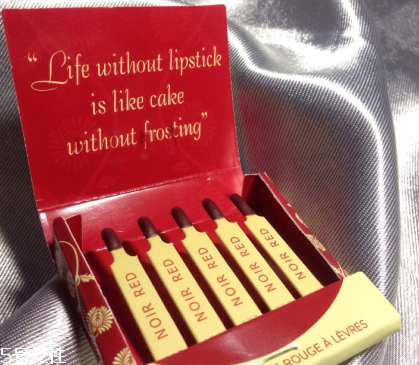 “Life without lipstick
is like cake
without frosting”
NOIR RED
NOIR RED
NOIR RED
NOIR RED
NOIR RED
ROUGE À LÈVRES